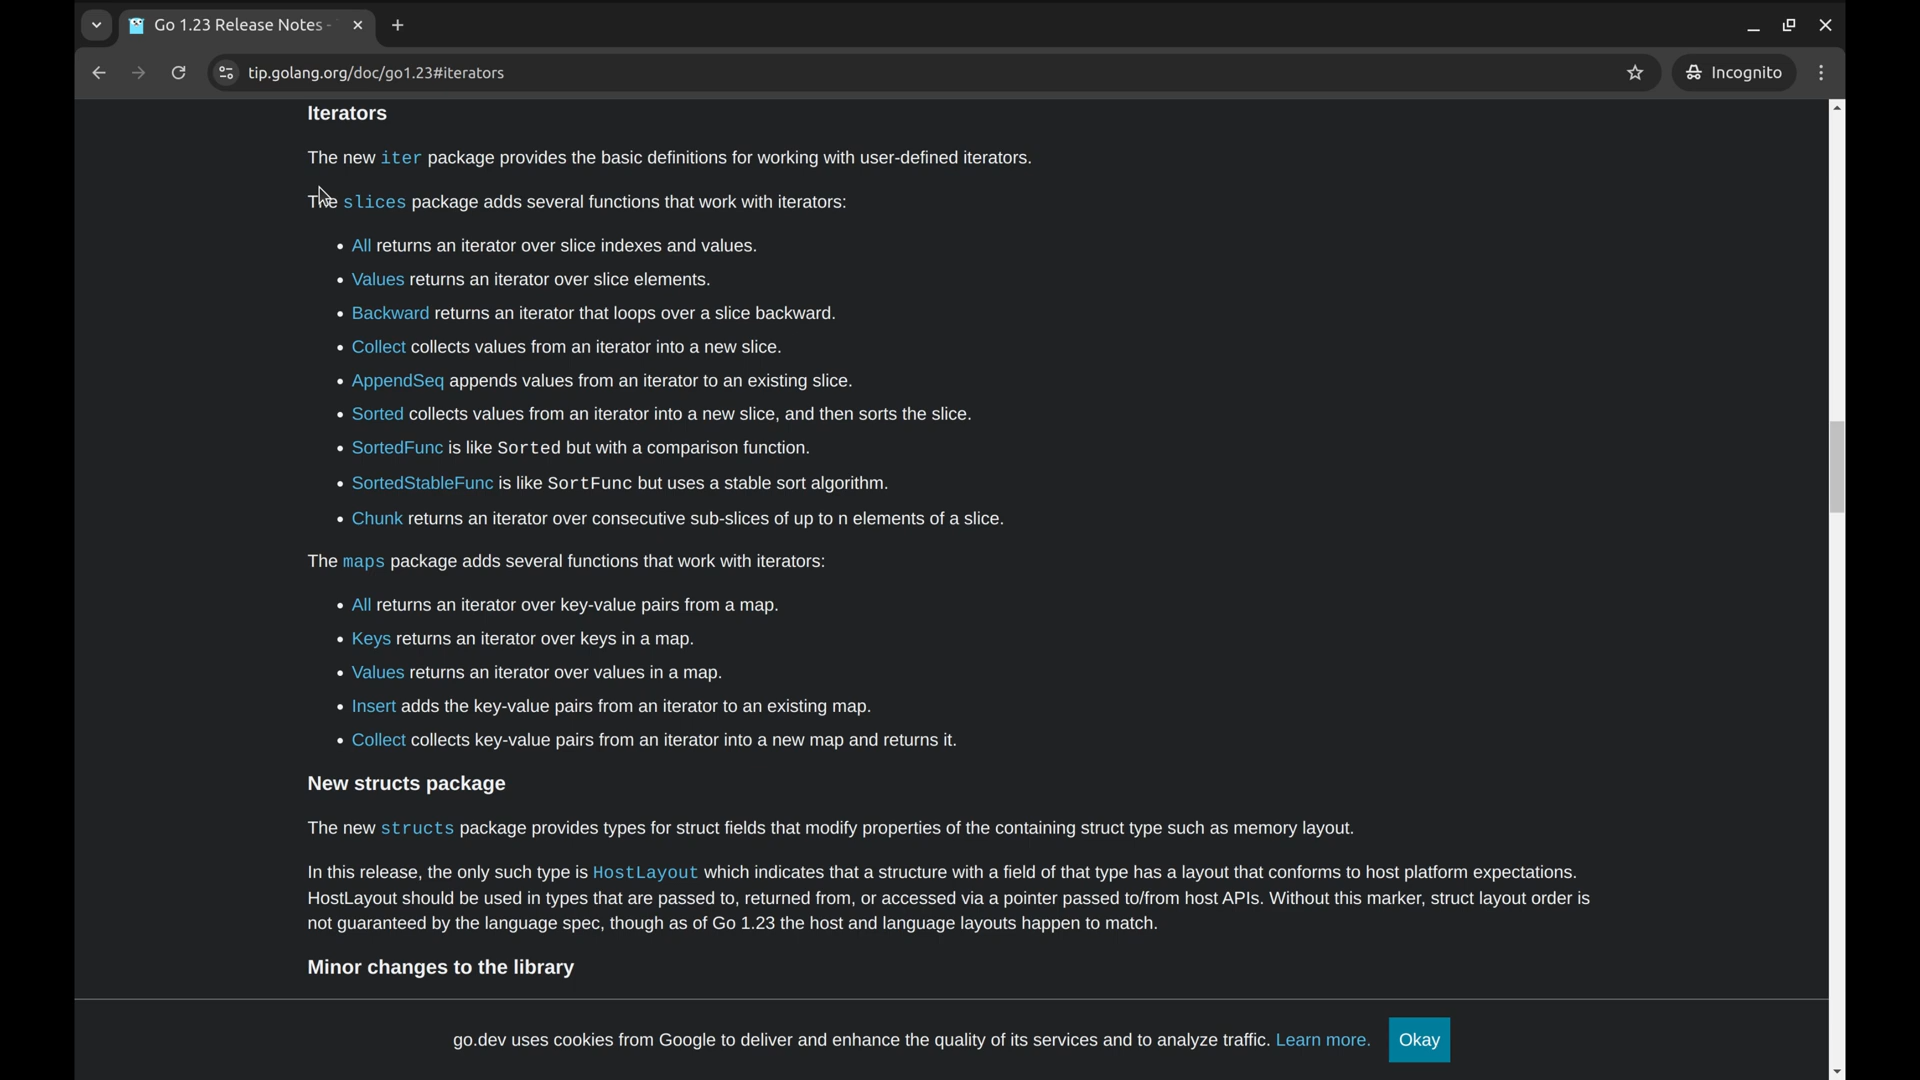 Go 1.23 Release Notes -
tip.golang.org/doc/go1.23#iterators
Incognito
Iterators
The new iter package provides the basic definitions for working with user-defined iterators.
The slices package adds several functions that work with iterators:
• All returns an iterator over slice indexes and values.
• Values returns an iterator over slice elements.
• Backward returns an iterator that loops over a slice backward.
• Collect collects values from an iterator into a new slice.
• AppendSeq appends values from an iterator to an existing slice.
• Sorted collects values from an iterator into a new slice, and then sorts the slice.
• SortedFunc is like Sorted but with a comparison function.
• SortedStableFunc is like SortFunc but uses a stable sort algorithm.
• Chunk returns an iterator over consecutive sub-slices of up to n elements of a slice.
The maps package adds several functions that work with iterators:
• All returns an iterator over key-value pairs from a map.
• Keys returns an iterator over keys in a map.
• Values returns an iterator over values in a map.
• Insert adds the key-value pairs from an iterator to an existing map.
• Collect collects key-value pairs from an iterator into a new map and returns it.
New structs package
The new structs package provides types for struct fields that modify properties of the containing struct type such as memory layout.
In this release, the only such type is HostLayout which indicates that a structure with a field of that type has a layout that conforms to host platform expectations.
HostLayout should be used in types that are passed to, returned from, or accessed via a pointer passed to/from host APIs. Without this marker, struct layout order is
not guaranteed by the language spec, though as of Go 1.23 the host and language layouts happen to match.
Minor changes to the library
go.dev uses cookies from Google to deliver and enhance the quality of its services and to analyze traffic. Learn more.
Okay